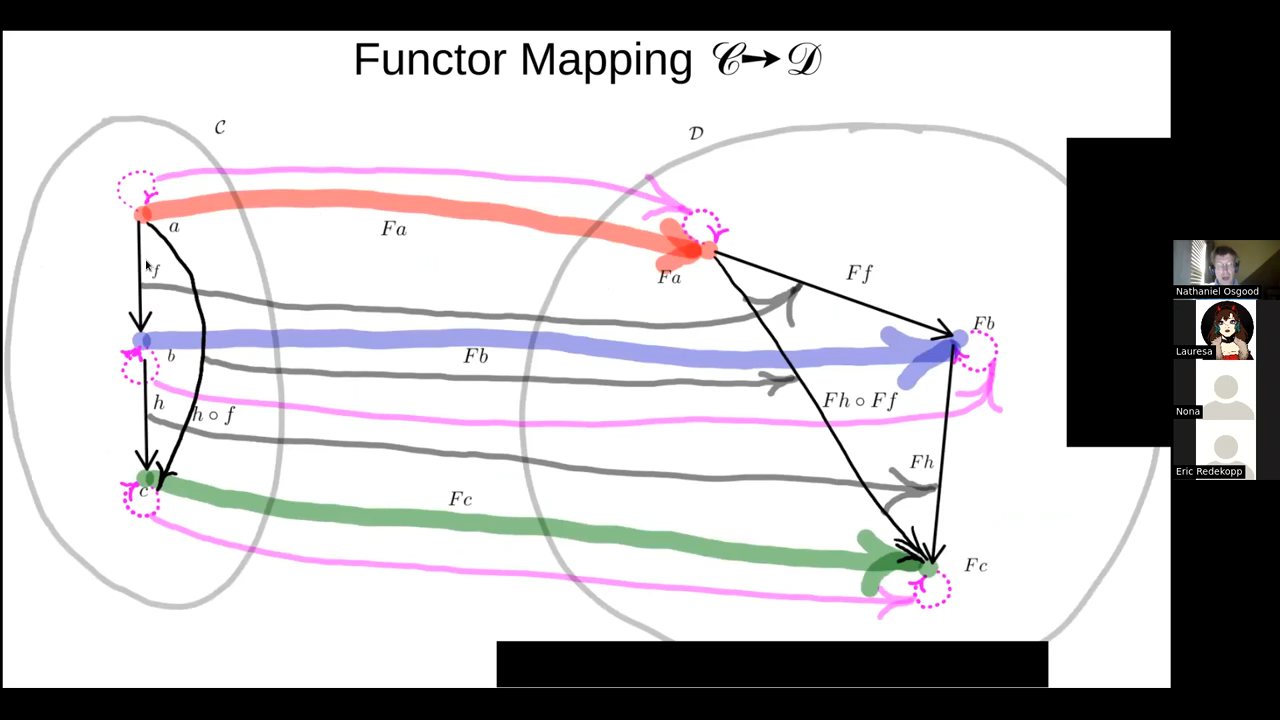 Functor Mapping 𝒞→𝒟
𝒞
𝒟
a
Fa
Fa
f
Ff
Fb
b
Fb
h
h ∘ f
Fh ∘ Ff
Fh
c
Fc
Fc
Nathaniel Osgood
Lauresa
Nona
Eric Redekopp